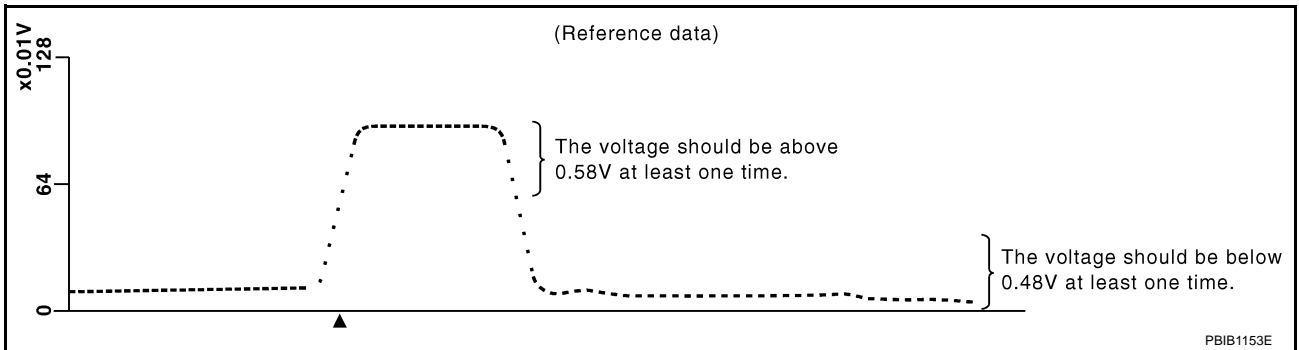 (Reference data)
x0.01V
128
64
0
The voltage should be above
0.58V at least one time.
The voltage should be below
0.48V at least one time.
PBIB1153E